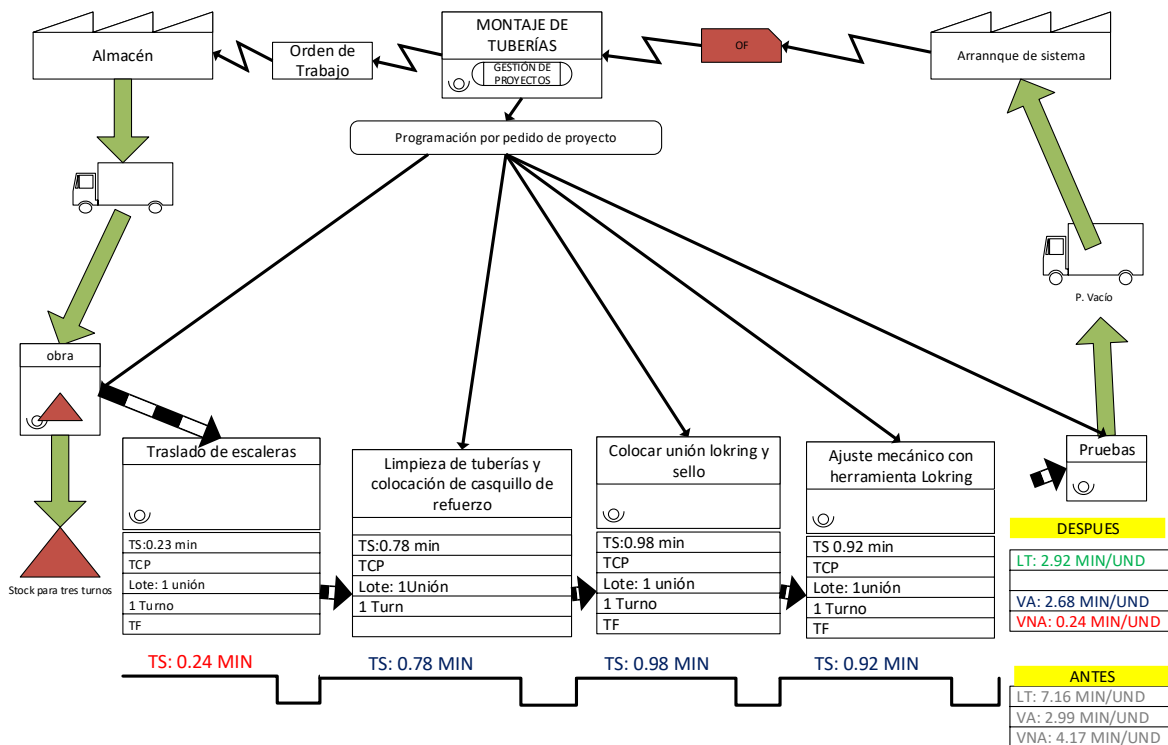 Almacén
Orden de
Trabajo
MONTAJE DE
TUBERÍAS
GESTIÓN DE
PROYECTOS
OF
Arrannque de sistema
Programación por pedido de proyecto
P. Vacío
obra
Stock para tres turnos
Traslado de escaleras
TS:0.23 min
TCP
Lote: 1 unión
1 Turno
TF
Limpieza de tuberías y
colocación de casquillo de
refuerzo
TS:0.78 min
TCP
Lote: 1Unión
1 Turn
Colocar unión lokring y
sello
TS:0.98 min
TCP
Lote: 1 unión
1 Turno
TF
Ajuste mecánico con
herramienta Lokring
TS 0.92 min
TCP
Lote: 1unión
1 Turno
TF
Pruebas
DESPUES
LT: 2.92 MIN/UND
VA: 2.68 MIN/UND
VNA: 0.24 MIN/UND
TS: 0.24 MIN
TS: 0.78 MIN
TS: 0.98 MIN
TS: 0.92 MIN
ANTES
LT: 7.16 MIN/UND
VA: 2.99 MIN/UND
VNA: 4.17 MIN/UND